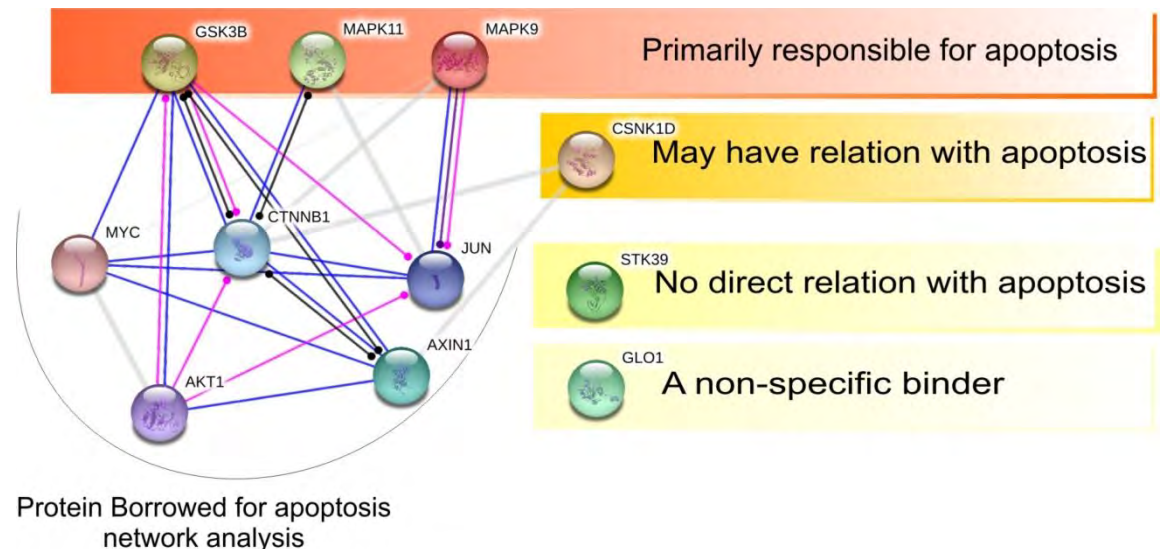 GSK3B
MAPK11
MAPK9
Primarily responsible for apoptosis
CSNK1D
May have relation with apoptosis
CTNNB1
MYC
JUN
STK39
No direct relation with apoptosis
AXIN1
GLO1
A non-specific binder
AKT1
Protein Borrowed for apoptosis
network analysis